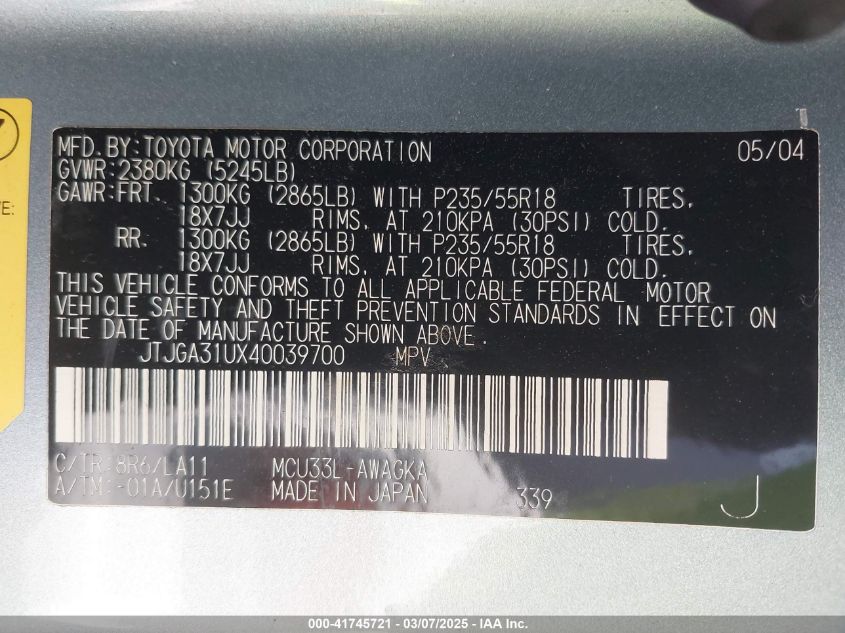 MFD.BY:TOYOTA MOTOR CORPORATION 05/04
GVWR:2380KG (5245LB)
GAWR:FRT. 1300KG (2865LB) WITH P235/55R18 TIRES,
18X7JJ RIMS, AT 210KPA (30PSI) COLD.
RR. 1300KG (2865LB) WITH P235/55R18 TIRES,
18X7JJ RIMS, AT 210KPA (30PSI) COLD.
THIS VEHICLE CONFORMS TO ALL APPLICABLE FEDERAL MOTOR
VEHICLE SAFETY AND THEFT PREVENTION STANDARDS IN EFFECT ON
THE DATE OF MANUFACTURE SHOWN ABOVE.
JTJGA31UX40039700 MPV
C/TR:8R6/LA11 MCU33L-AWAGKA
A/TM:-01A/U151E MADE IN JAPAN 339 J
000-41745721 - 03/07/2025 - IAA Inc.